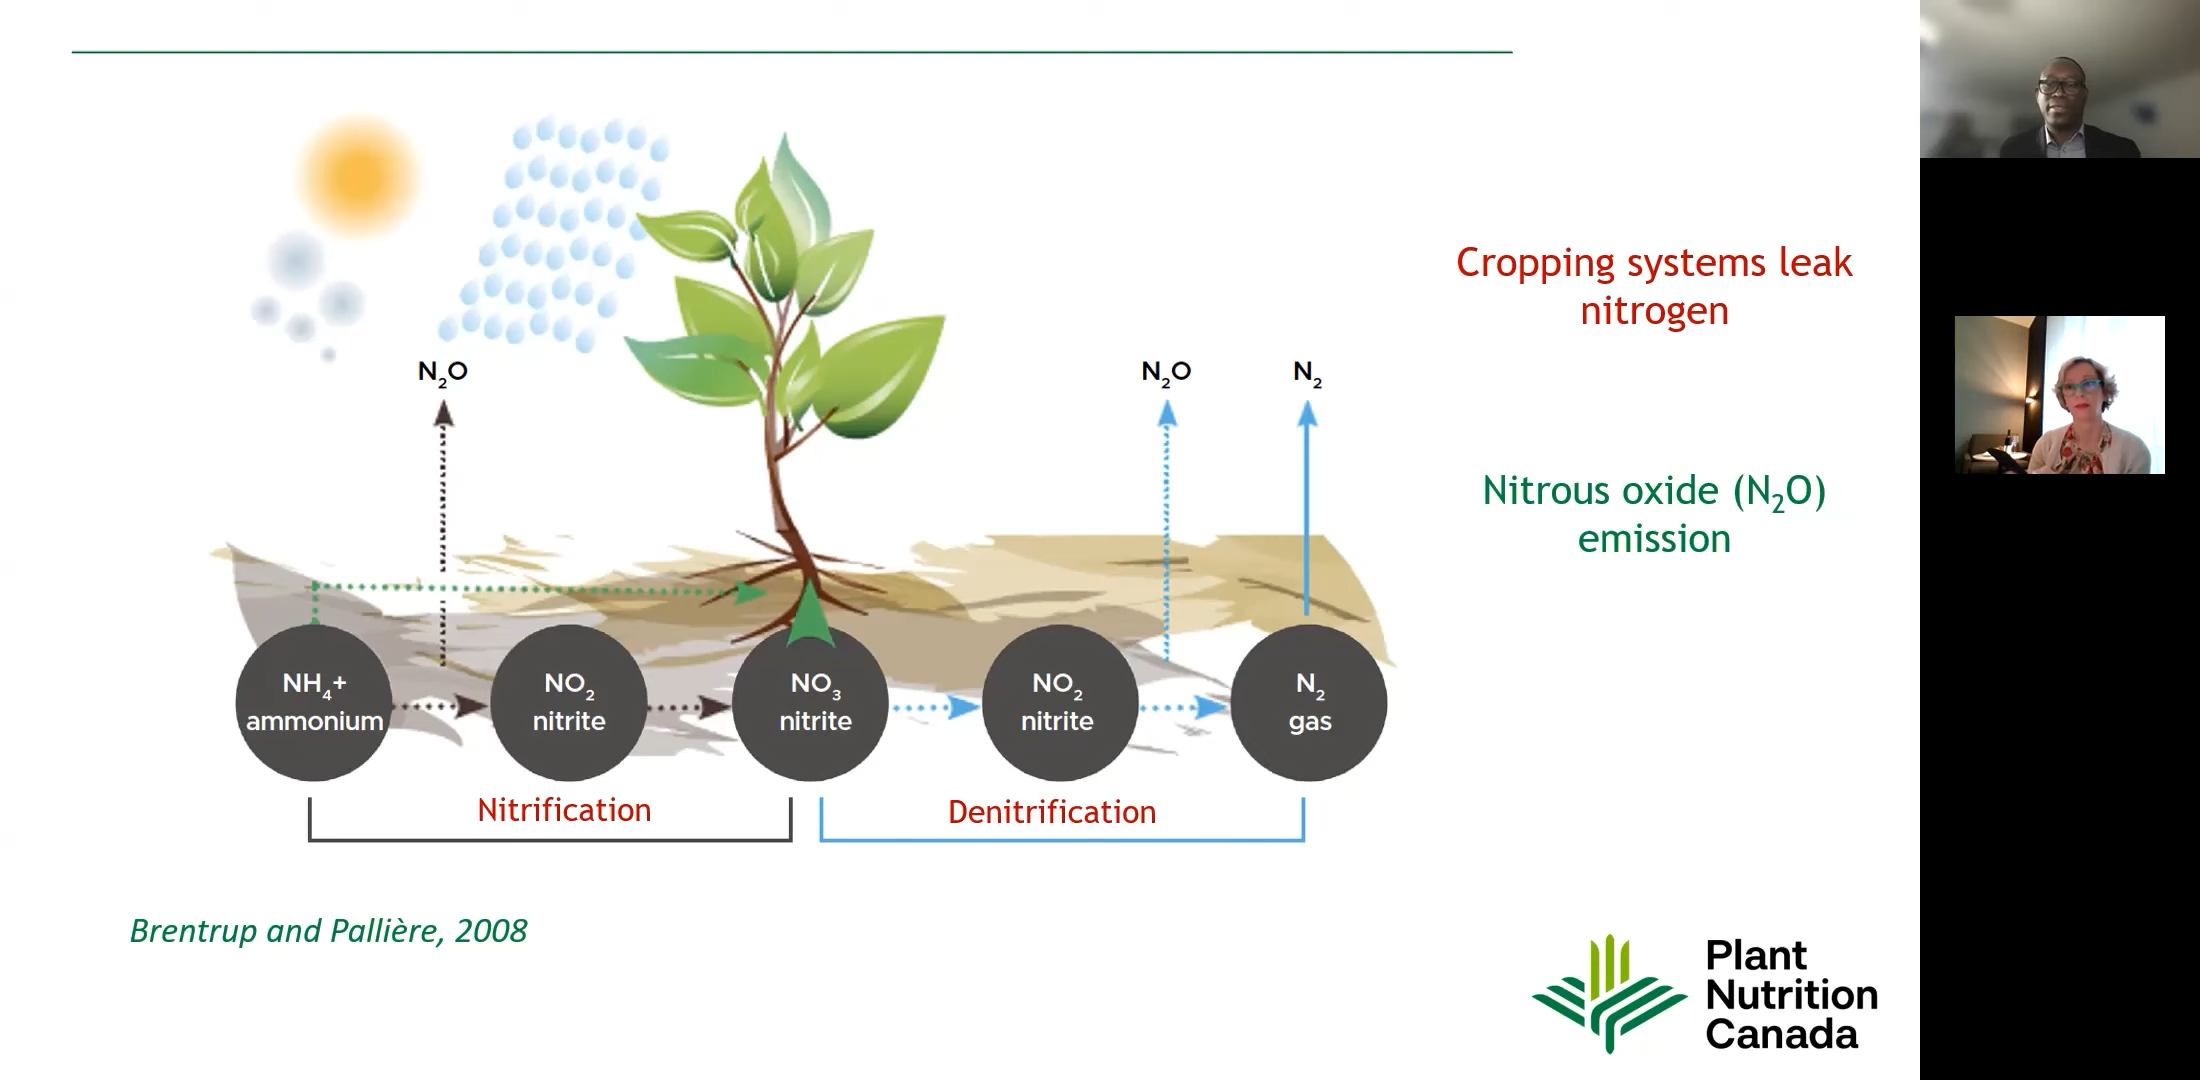 Cropping systems leak
nitrogen
N₂O
N₂O
N₂
Nitrous oxide (N₂O)
emission
NH₄+
ammonium
NO₂
nitrite
NO₃
nitrite
NO₂
nitrite
N₂
gas
Nitrification
Denitrification
Brentrup and Pallière, 2008
Plant
Nutrition
Canada